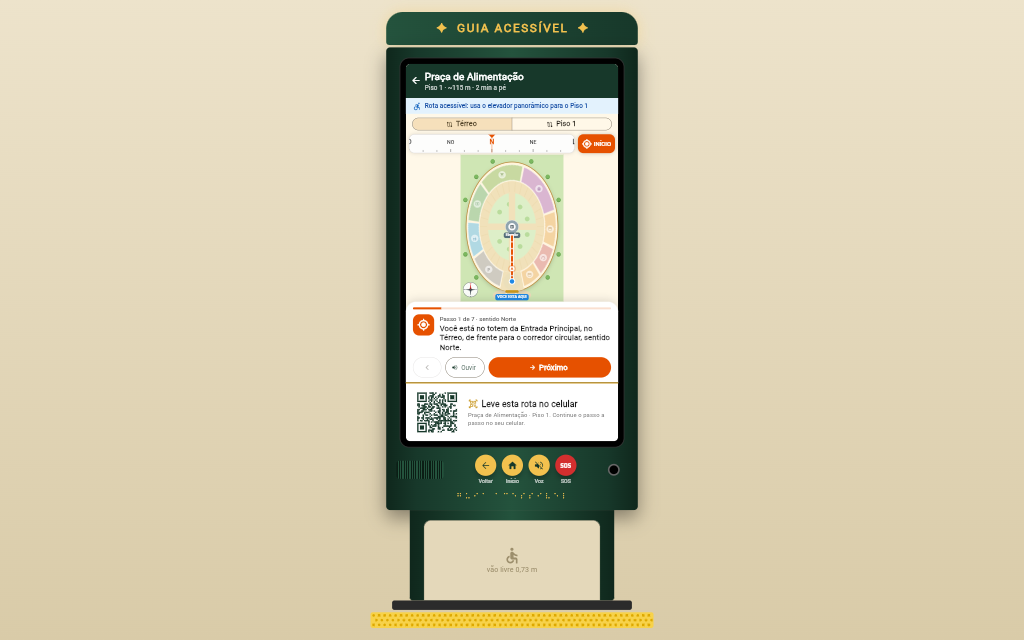 GUIA ACESSÍVEL
Praça de Alimentação
Piso 1 · ~115 m · 2 min a pé
Rota acessível: usa o elevador panorâmico para o Piso 1
Térreo
Piso 1
NO
N
NE
INÍCIO
VOCÊ ESTÁ AQUI
Passo 1 de 7 · sentido Norte
Você está no totem da Entrada Principal, no
Térreo, de frente para o corredor circular, sentido
Norte.
Ouvir
Próximo
Leve esta rota no celular
Praça de Alimentação · Piso 1. Continue o passo a
passo no seu celular.
SOS
Voltar
Início
Voz
SOS
vão livre 0,73 m